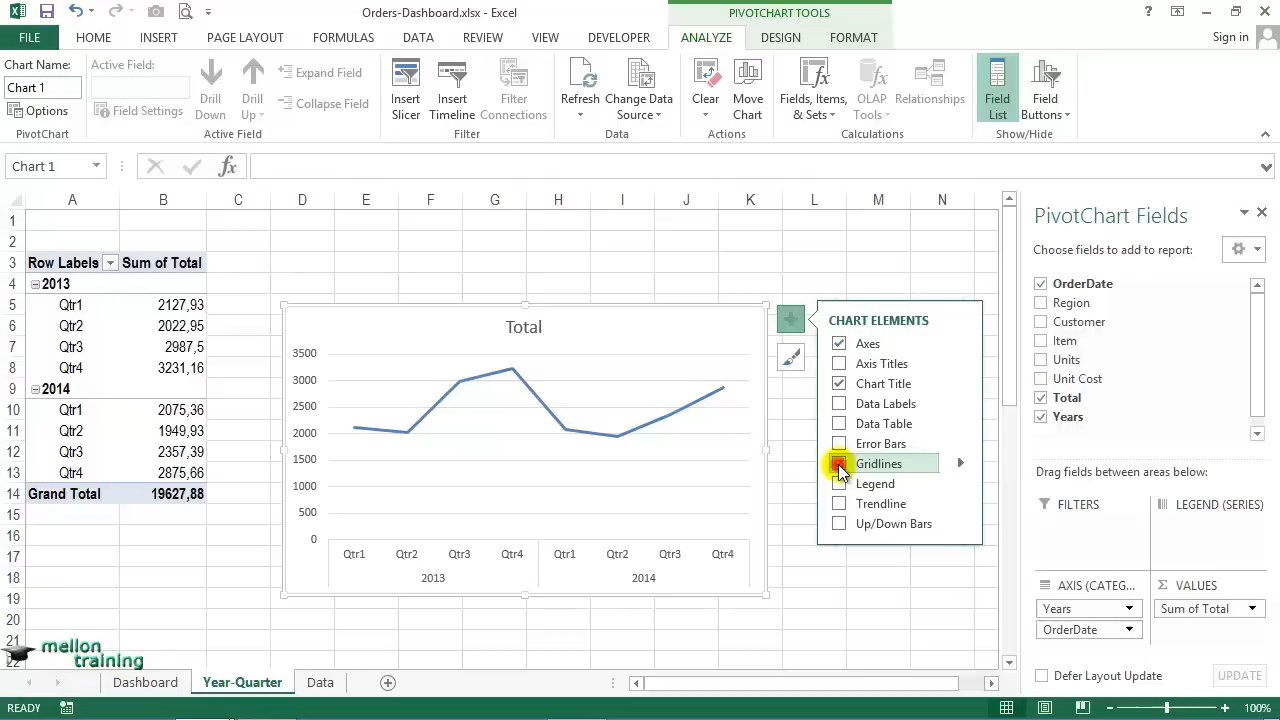 Orders-Dashboard.xlsx - Excel
PIVOTCHART TOOLS
Sign in
FILE HOME INSERT PAGE LAYOUT FORMULAS DATA REVIEW VIEW DEVELOPER ANALYZE DESIGN FORMAT
Chart Name:
Chart 1
Options
PivotChart
Active Field:
Field Settings
Drill Down
Drill Up
Expand Field
Collapse Field
Active Field
Insert Slicer
Insert Timeline
Filter Connections
Filter
Refresh
Change Data Source
Data
Clear
Move Chart
Actions
Fields, Items, & Sets
OLAP Tools
Relationships
Calculations
Field List
Field Buttons
Show/Hide
Chart 1
fx
A B C D E F G H I J K L M N
1
2
3 Row Labels Sum of Total
4 2013
5 Qtr1 2127,93
6 Qtr2 2022,95
7 Qtr3 2987,5
8 Qtr4 3231,16
9 2014
10 Qtr1 2075,36
11 Qtr2 1949,93
12 Qtr3 2357,39
13 Qtr4 2875,66
14 Grand Total 19627,88
15
16
17
18
19
20
21
22
Total
3500
3000
2500
2000
1500
1000
500
0
Qtr1 Qtr2 Qtr3 Qtr4 Qtr1 Qtr2 Qtr3 Qtr4
2013 2014
CHART ELEMENTS
Axes
Axis Titles
Chart Title
Data Labels
Data Table
Error Bars
Gridlines
Legend
Trendline
Up/Down Bars
PivotChart Fields
Choose fields to add to report:
OrderDate
Region
Customer
Item
Units
Unit Cost
Total
Years
Drag fields between areas below:
FILTERS LEGEND (SERIES)
AXIS (CATEG... VALUES
Years Sum of Total
OrderDate
Defer Layout Update UPDATE
mellon
training
Dashboard Year-Quarter Data
READY 100%